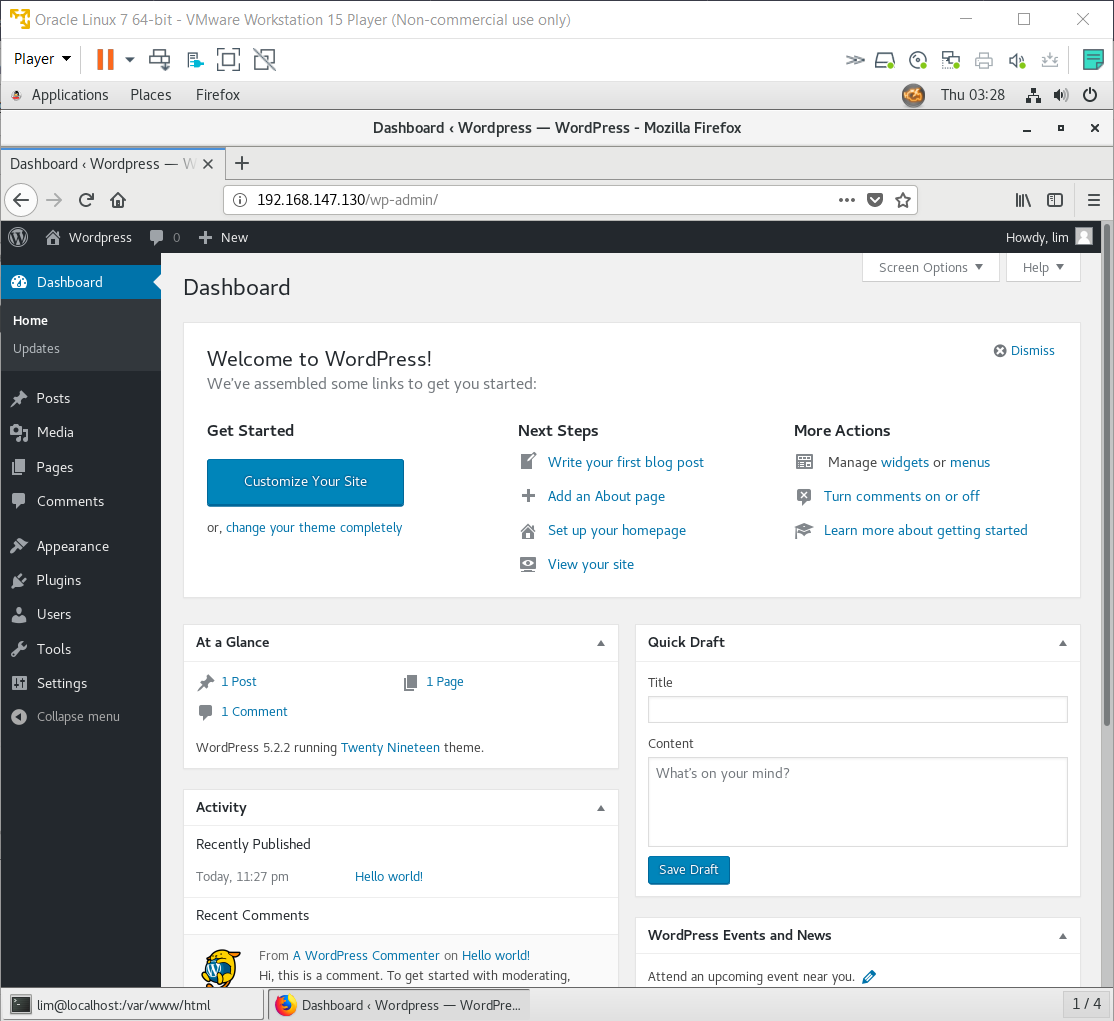 Oracle Linux 7 64-bit - VMware Workstation 15 Player (Non-commercial use only)
Player
Applications Places Firefox Thu 03:28
Dashboard ‹ Wordpress — WordPress - Mozilla Firefox
Dashboard ‹ Wordpress — W
192.168.147.130/wp-admin/
Wordpress 0 New Howdy, lim
Dashboard
Home
Updates
Posts
Media
Pages
Comments
Appearance
Plugins
Users
Tools
Settings
Collapse menu
Screen Options Help
Dashboard
Welcome to WordPress!
Dismiss
We've assembled some links to get you started:
Get Started
Customize Your Site
or, change your theme completely
Next Steps
Write your first blog post
Add an About page
Set up your homepage
View your site
More Actions
Manage widgets or menus
Turn comments on or off
Learn more about getting started
At a Glance
1 Post 1 Page
1 Comment
WordPress 5.2.2 running Twenty Nineteen theme.
Activity
Recently Published
Today, 11:27 pm Hello world!
Recent Comments
From A WordPress Commenter on Hello world!
Hi, this is a comment. To get started with moderating,
Quick Draft
Title
Content
What's on your mind?
Save Draft
WordPress Events and News
Attend an upcoming event near you.
lim@localhost:/var/www/html
Dashboard ‹ Wordpress — WordPre...
1 / 4